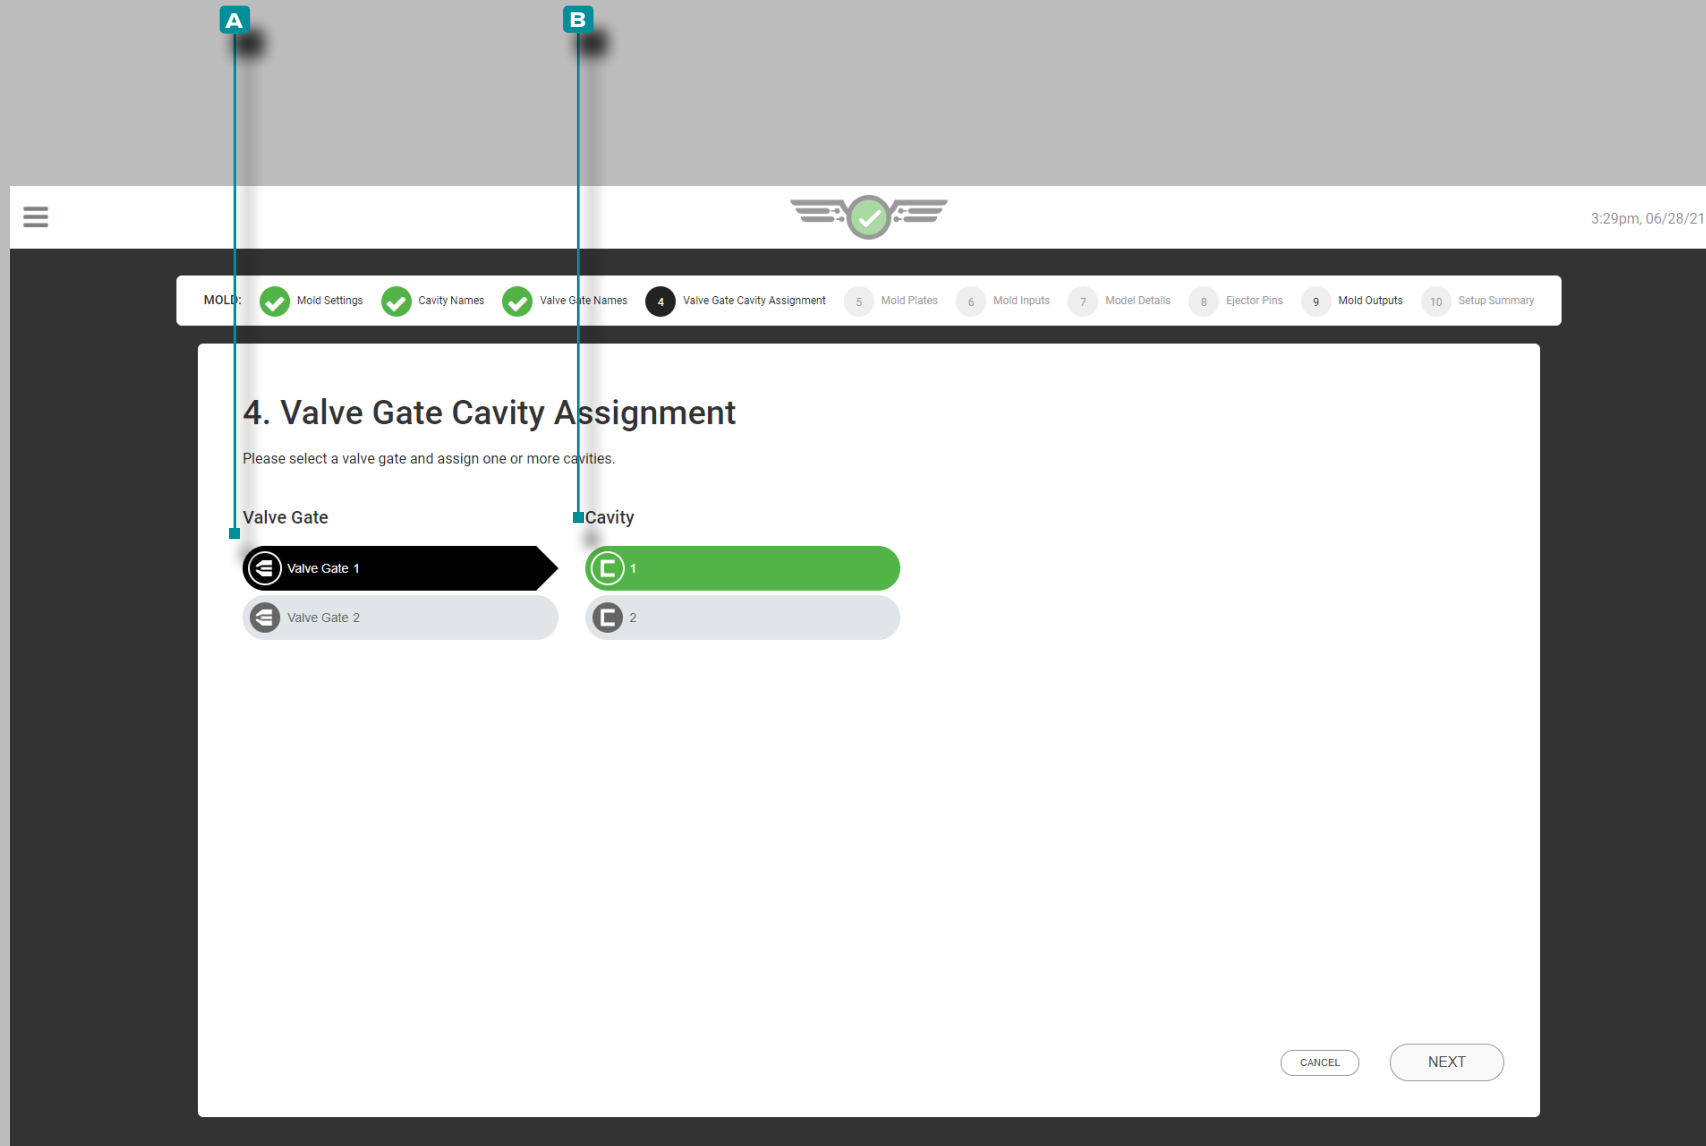 A
B
3:29pm, 06/28/21
MOLD: Mold Settings Cavity Names Valve Gate Names 4 Valve Gate Cavity Assignment 5 Mold Plates 6 Mold Inputs 7 Model Details 8 Ejector Pins 9 Mold Outputs 10 Setup Summary
4. Valve Gate Cavity Assignment
Please select a valve gate and assign one or more cavities.
Valve Gate Cavity
Valve Gate 1 1
Valve Gate 2 2
CANCEL NEXT